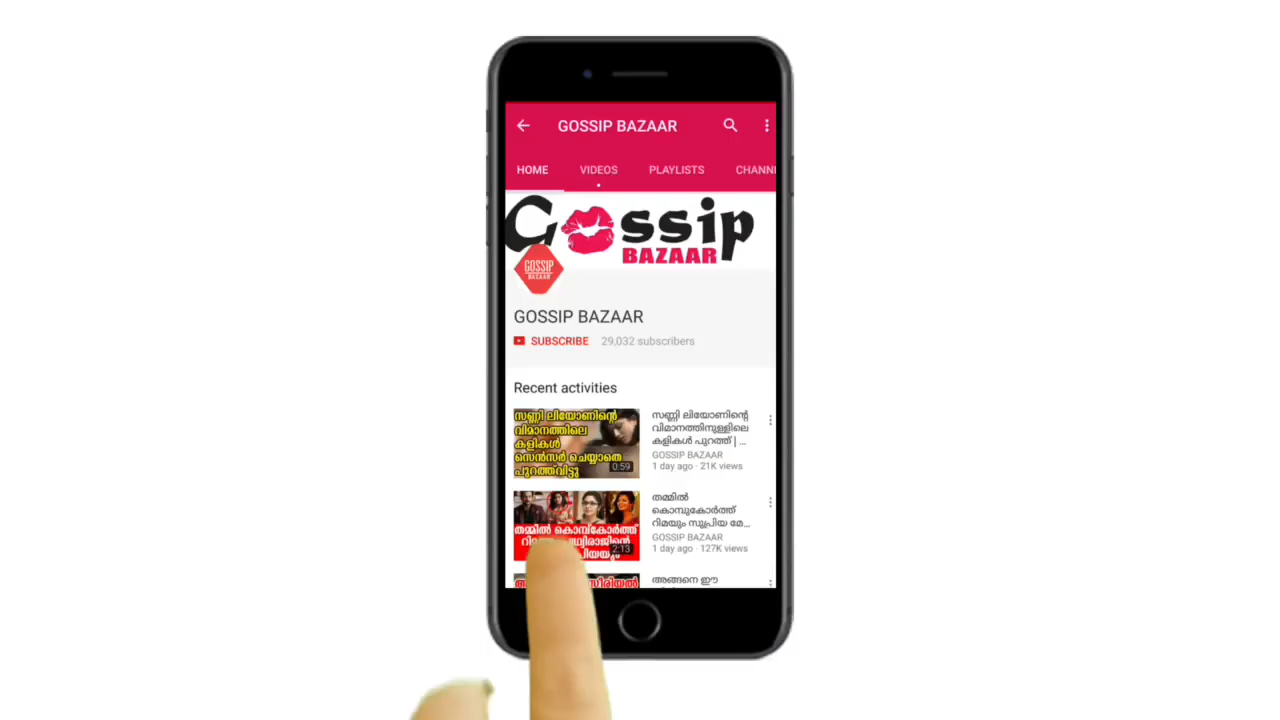 GOSSIP BAZAAR
HOME VIDEOS PLAYLISTS CHANN
Gossip
BAZAAR
GOSSIP
BAZAAR
GOSSIP BAZAAR
SUBSCRIBE 29,032 subscribers
Recent activities
സണ്ണി ലിയോണിന്റെ
വിമാനത്തിലെ
കളികൾ
സെൻസർ ചെയ്യാതെ
പുറത്ത്‌വിട്ടു
0:59
സണ്ണി ലിയോണിന്റെ
വിമാനത്തിനുള്ളിലെ
കളികൾ പുറത്ത് | ...
GOSSIP BAZAAR
1 day ago · 21K views
തമ്മിൽ കൊമ്പ്കോർത്ത്
2:13
തമ്മിൽ
കൊമ്പുകോർത്ത്
റിമയും സുപ്രിയ മേ...
GOSSIP BAZAAR
1 day ago · 127K views
അങ്ങനെ ഈ